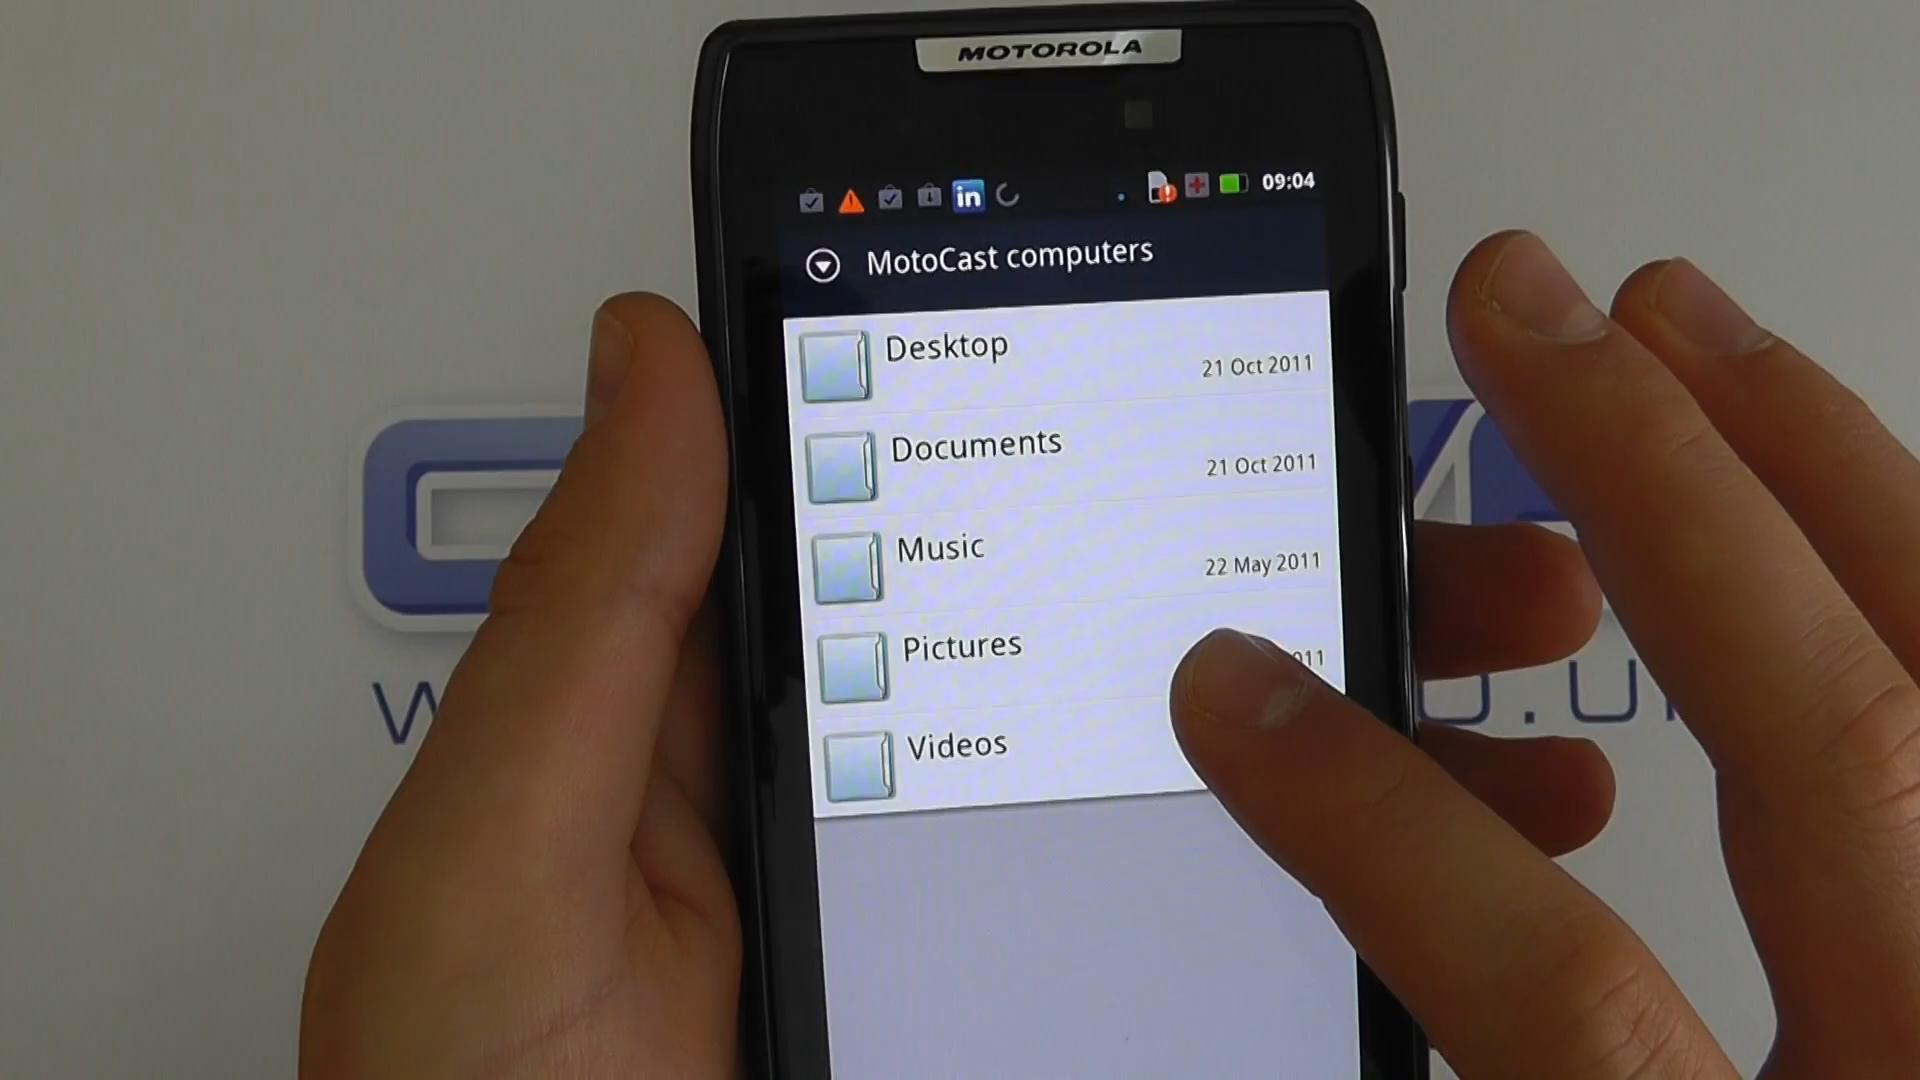 MOTOROLA
in
09:04
MotoCast computers
Desktop
21 Oct 2011
Documents
21 Oct 2011
Music
22 May 2011
Pictures
Videos